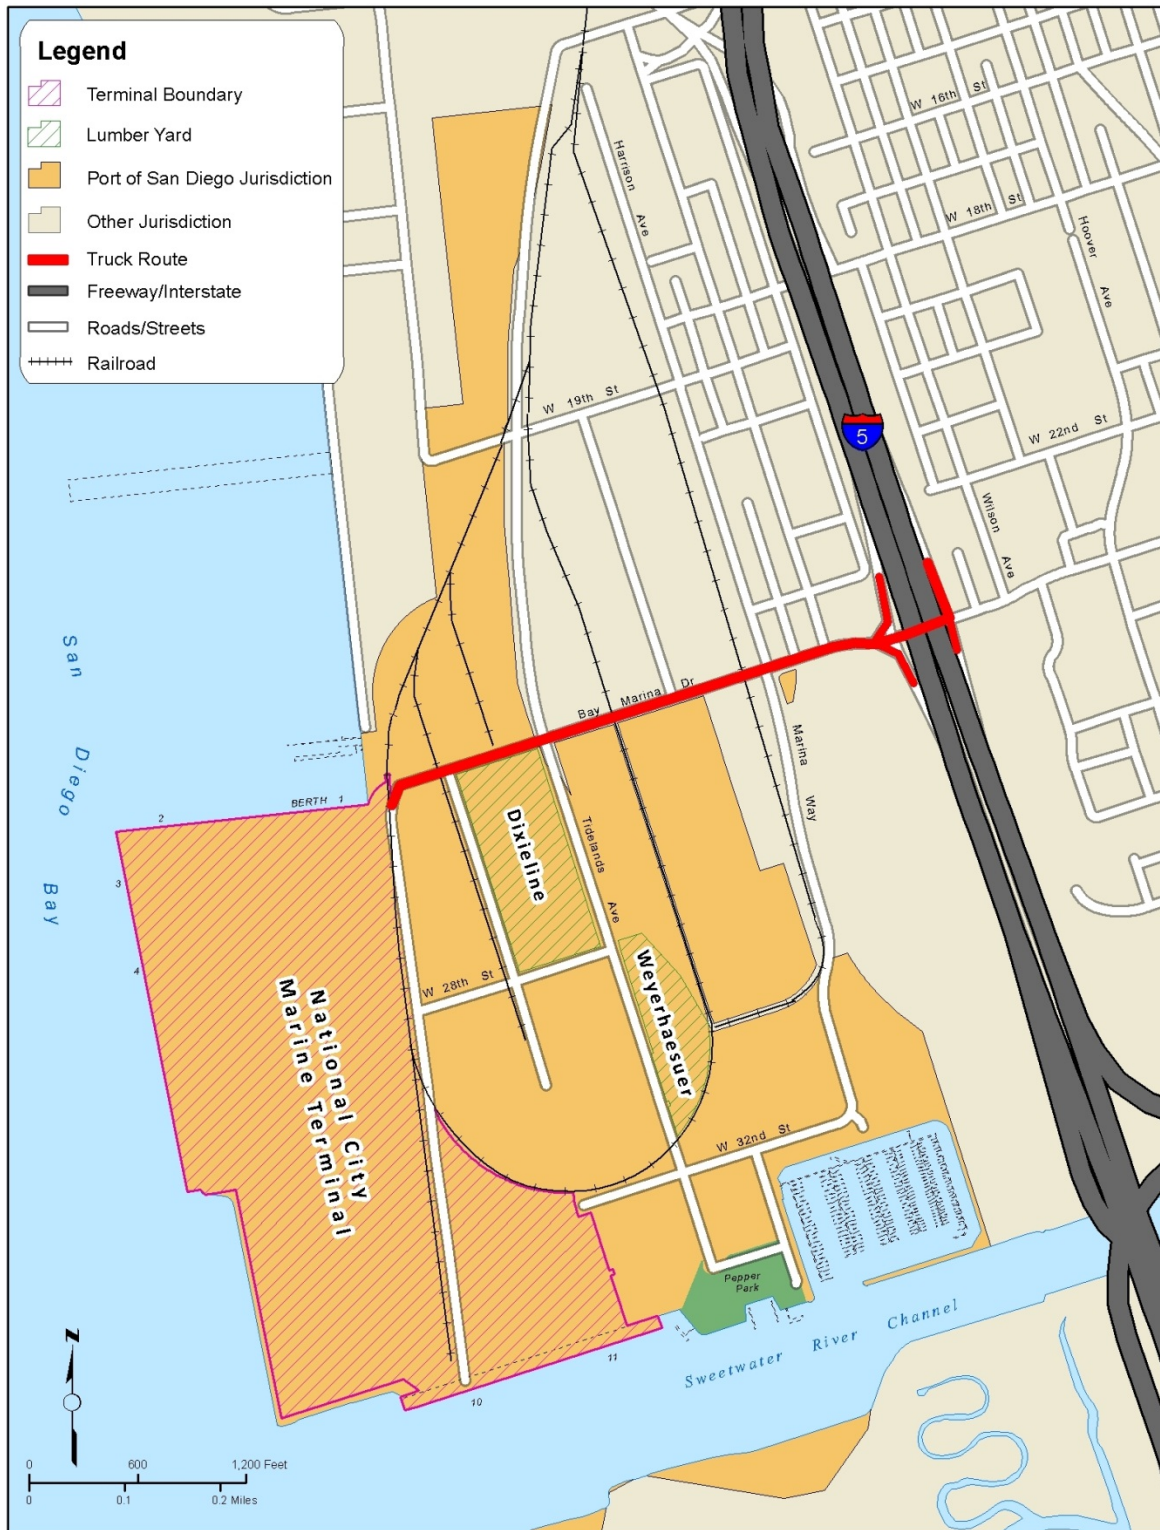 Legend
Terminal Boundary
Lumber Yard
Port of San Diego Jurisdiction
Other Jurisdiction
Truck Route
Freeway/Interstate
Roads/Streets
Railroad
W 16th St
Harrison Ave
W 18th St
Hoover Ave
W 19th St
5
W 22nd St
Wilson Ave
San Diego Bay
Bay Marina Dr
Marina Way
BERTH 1
2
3
4
Dixieline
Tidelands Ave
W 28th St
Weyerhaesuer
National City
Marine Terminal
W 32nd St
Pepper
Park
Sweetwater River Channel
11
10
N
0 600 1,200 Feet
0 0.1 0.2 Miles